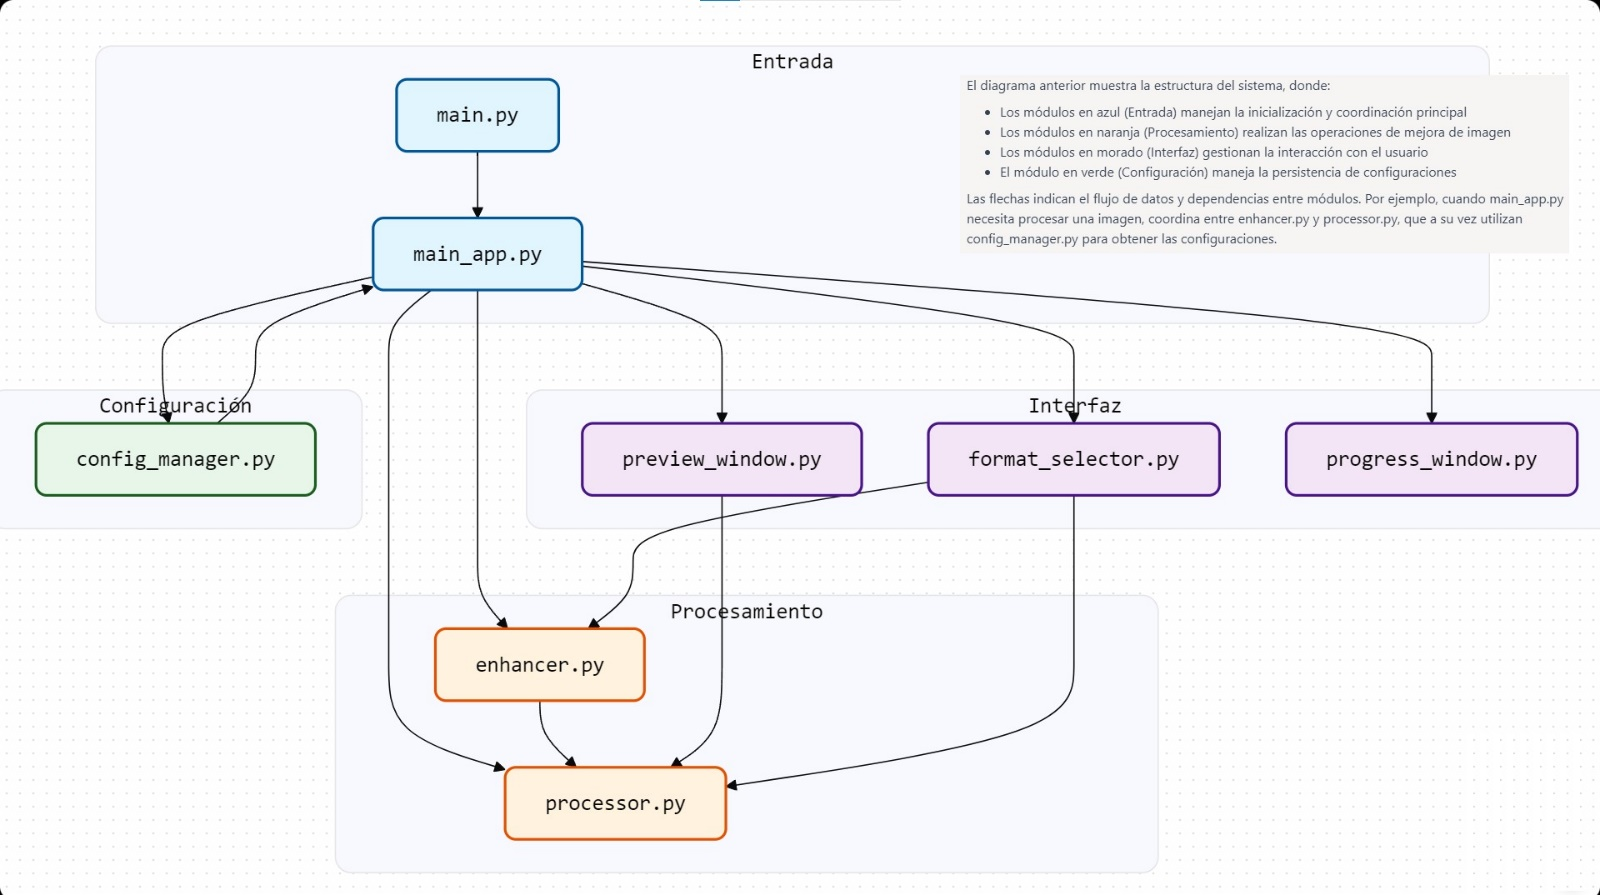 Entrada
main.py
El diagrama anterior muestra la estructura del sistema, donde:
• Los módulos en azul (Entrada) manejan la inicialización y coordinación principal
• Los módulos en naranja (Procesamiento) realizan las operaciones de mejora de imagen
• Los módulos en morado (Interfaz) gestionan la interacción con el usuario
• El módulo en verde (Configuración) maneja la persistencia de configuraciones
Las flechas indican el flujo de datos y dependencias entre módulos. Por ejemplo, cuando main_app.py
necesita procesar una imagen, coordina entre enhancer.py y processor.py, que a su vez utilizan
config_manager.py para obtener las configuraciones.
main_app.py
Configuración
config_manager.py
Interfaz
preview_window.py
format_selector.py
progress_window.py
Procesamiento
enhancer.py
processor.py